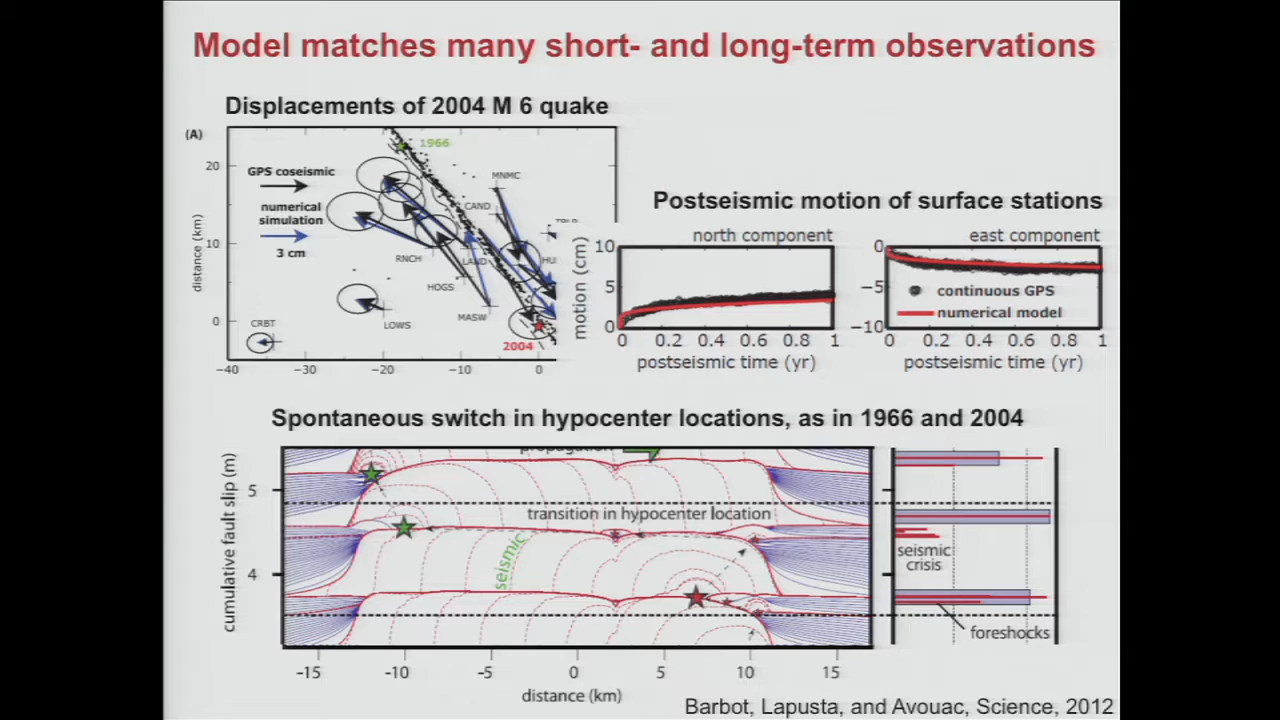 Model matches many short- and long-term observations
Displacements of 2004 M 6 quake
(A)
1966
GPS coseismic
numerical
simulation
3 cm
MNMC
CAND
RNCH
LAND
HOGS
MASW
LOWS
CRBT
2004
distance (km)
20
10
0
−40 −30 −20 −10 0
Postseismic motion of surface stations
north component
east component
motion (cm)
10
5
0
0 0.2 0.4 0.6 0.8 1
postseismic time (yr)
0
−5
−10
continuous GPS
numerical model
0 0.2 0.4 0.6 0.8 1
postseismic time (yr)
Spontaneous switch in hypocenter locations, as in 1966 and 2004
cumulative fault slip (m)
5
4
propagation
transition in hypocenter location
seismic
seismic
crisis
foreshocks
-15 -10 -5 0 5 10 15
distance (km)
Barbot, Lapusta, and Avouac, Science, 2012